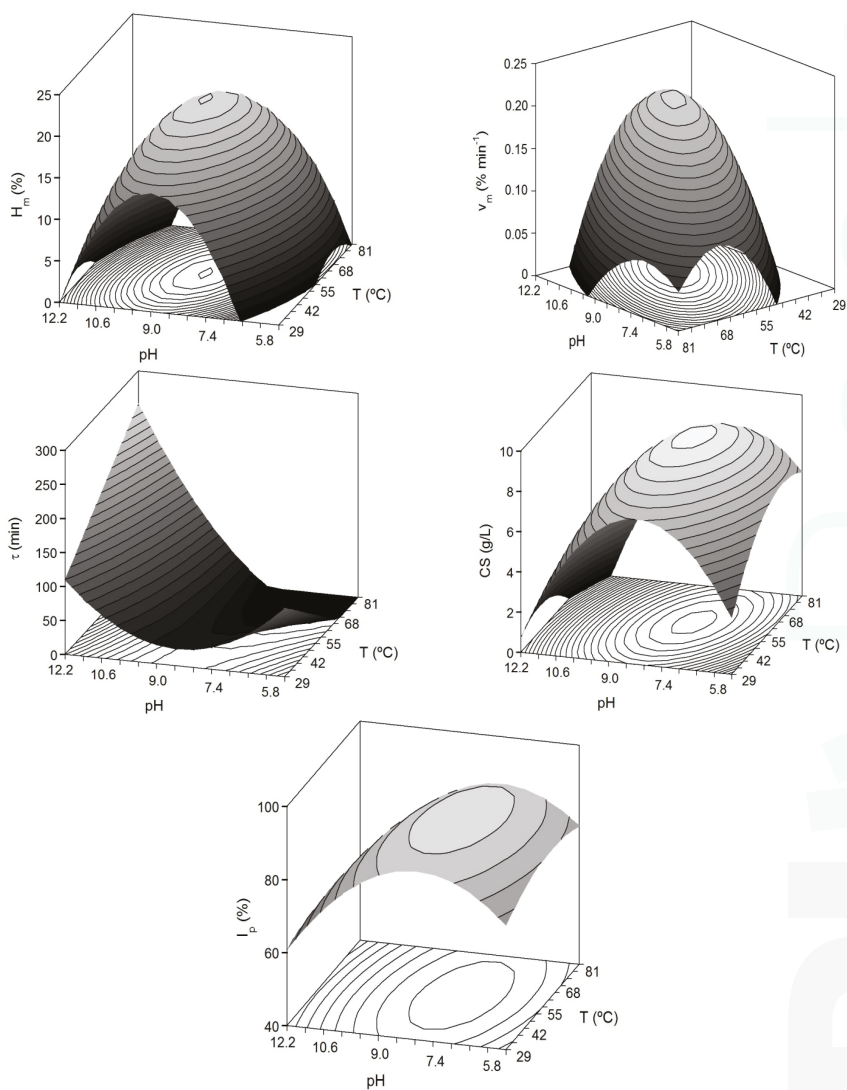 25
20
15
10
5
0
H_m (%)
12.2 10.6 9.0 7.4 5.8
pH
29 42 55 68 81
T (ºC)
0.25
0.20
0.15
0.10
0.05
0
v_m (% min⁻¹)
12.2 10.6 9.0 7.4 5.8
pH
81 68 55 42 29
T (ºC)
300
250
200
150
100
50
0
τ (min)
12.2 10.6 9.0 7.4 5.8
pH
29 42 55 68 81
T (ºC)
10
8
6
4
2
0
CS (g/L)
12.2 10.6 9.0 7.4 5.8
pH
29 42 55 68 81
T (ºC)
100
80
60
40
I_p (%)
12.2 10.6 9.0 7.4 5.8
pH
29 42 55 68 81
T (ºC)